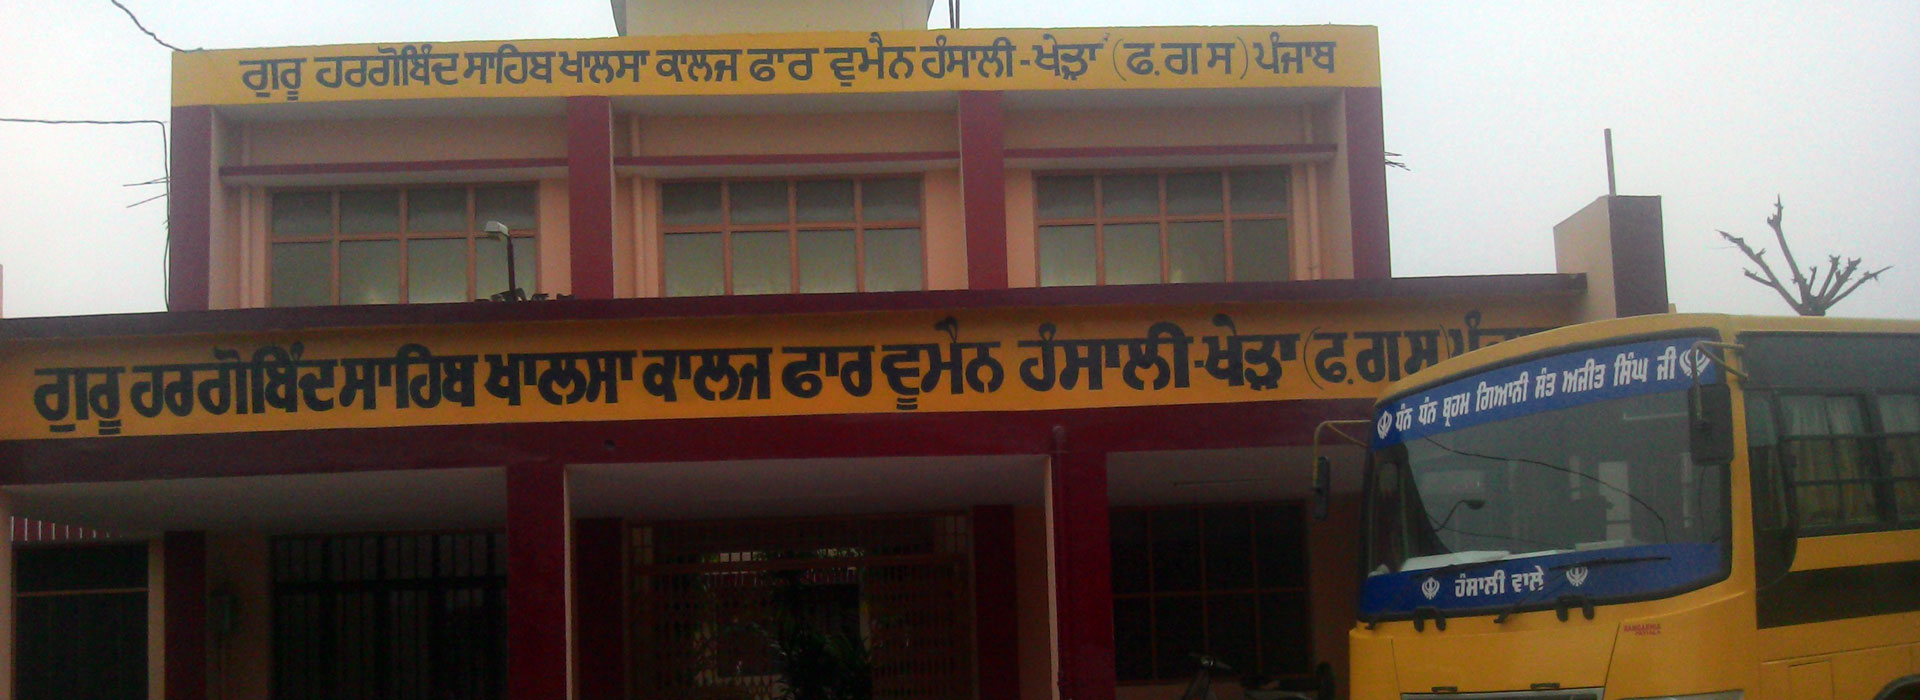 ਗੁਰੂ ਹਰਗੋਬਿੰਦ ਸਾਹਿਬ ਖਾਲਸਾ ਕਾਲਜ ਫਾਰ ਵੁਮੈਨ ਹੰਸਾਲੀ-ਖੇੜਾ (ਫ.ਗ ਸ) ਪੰਜਾਬ
ਗੁਰੂ ਹਰਗੋਬਿੰਦ ਸਾਹਿਬ ਖਾਲਸਾ ਕਾਲਜ ਫਾਰ ਵੂਮੈਨ ਹੰਸਾਲੀ-ਖੇੜਾ (ਫ.ਗ ਸ)
ਧੰਨ ਧੰਨ ਬ੍ਰਹਮ ਗਿਆਨੀ ਸੰਤ ਅਜੀਤ ਸਿੰਘ ਜੀ
ਹੰਸਾਲੀ ਵਾਲੇ